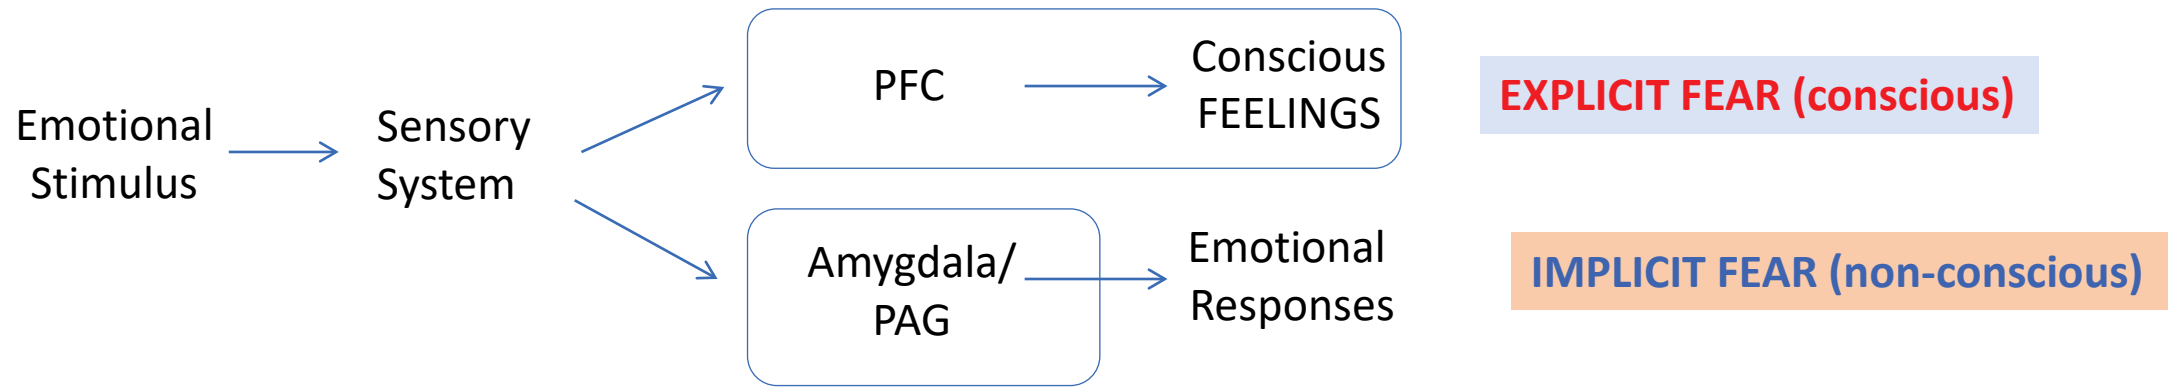 Emotional
Stimulus
Sensory
System
PFC
Conscious
FEELINGS
EXPLICIT FEAR (conscious)
Amygdala/
PAG
Emotional
Responses
IMPLICIT FEAR (non-conscious)